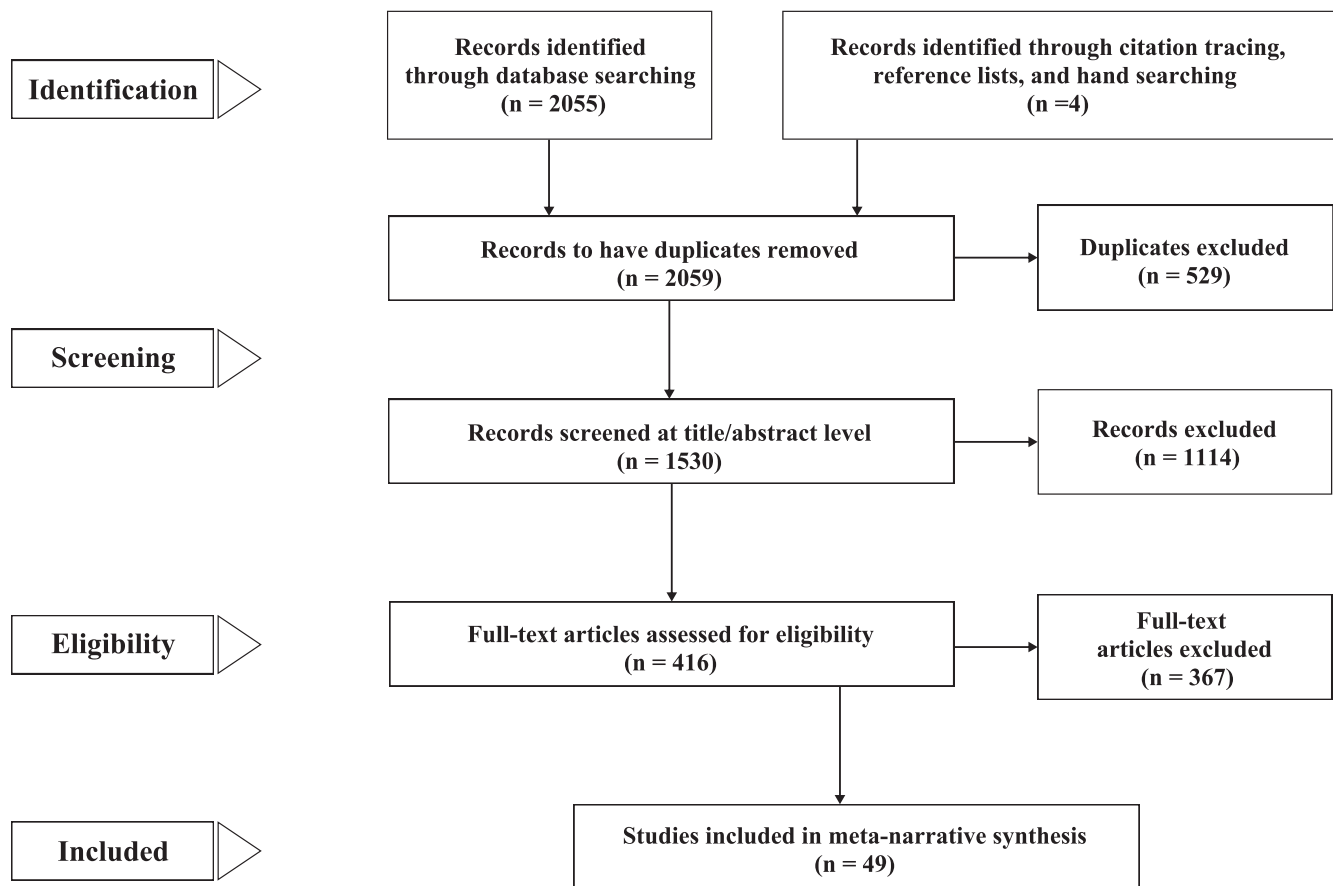 Identification
Records identified
through database searching
(n = 2055)
Records identified through citation tracing,
reference lists, and hand searching
(n =4)
Records to have duplicates removed
(n = 2059)
Duplicates excluded
(n = 529)
Screening
Records screened at title/abstract level
(n = 1530)
Records excluded
(n = 1114)
Eligibility
Full-text articles assessed for eligibility
(n = 416)
Full-text
articles excluded
(n = 367)
Included
Studies included in meta-narrative synthesis
(n = 49)